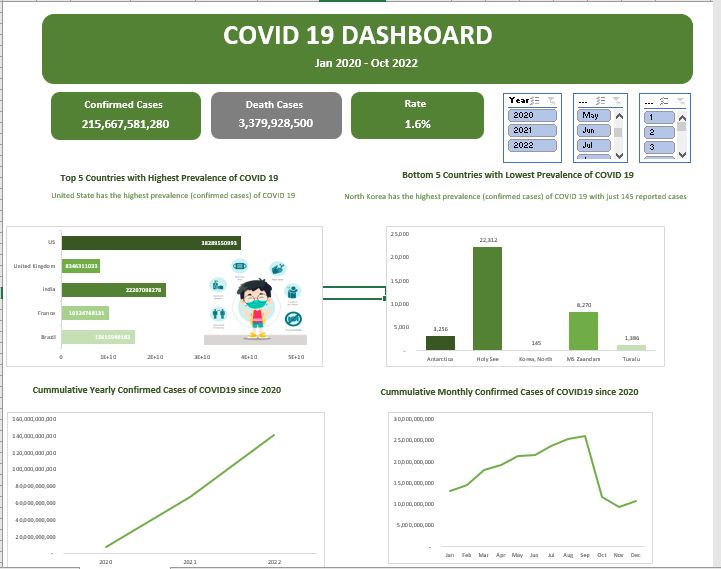 COVID 19 DASHBOARD
Jan 2020 - Oct 2022
Confirmed Cases
215,667,581,280
Death Cases
3,379,928,500
Rate
1.6%
Year
2020
2021
2022
...
May
Jun
Jul
...
1
2
3
Top 5 Countries with Highest Prevalence of COVID 19
United State has the highest prevalence (confirmed cases) of COVID 19
US
United Kingdom
India
France
Brazil
38289550993
8346311033
22207098278
0
1E+10
2E+10
3E+10
4E+10
5E+10
Bottom 5 Countries with Lowest Prevalence of COVID 19
North Korea has the highest prevalence (confirmed cases) of COVID 19 with just 145 reported cases
25,000
20,000
15,000
10,000
5,000
-
3,256
22,312
145
8,270
1,386
Antarctica
Holy See
Korea, North
MS Zaandam
Tuvalu
Cummulative Yearly Confirmed Cases of COVID19 since 2020
160,000,000,000
140,000,000,000
120,000,000,000
100,000,000,000
80,000,000,000
60,000,000,000
40,000,000,000
20,000,000,000
-
2020
2021
2022
Cummulative Monthly Confirmed Cases of COVID19 since 2020
30,000,000,000
25,000,000,000
20,000,000,000
15,000,000,000
10,000,000,000
5,000,000,000
-
Jan Feb Mar Apr May Jun Jul Aug Sep Oct Nov Dec